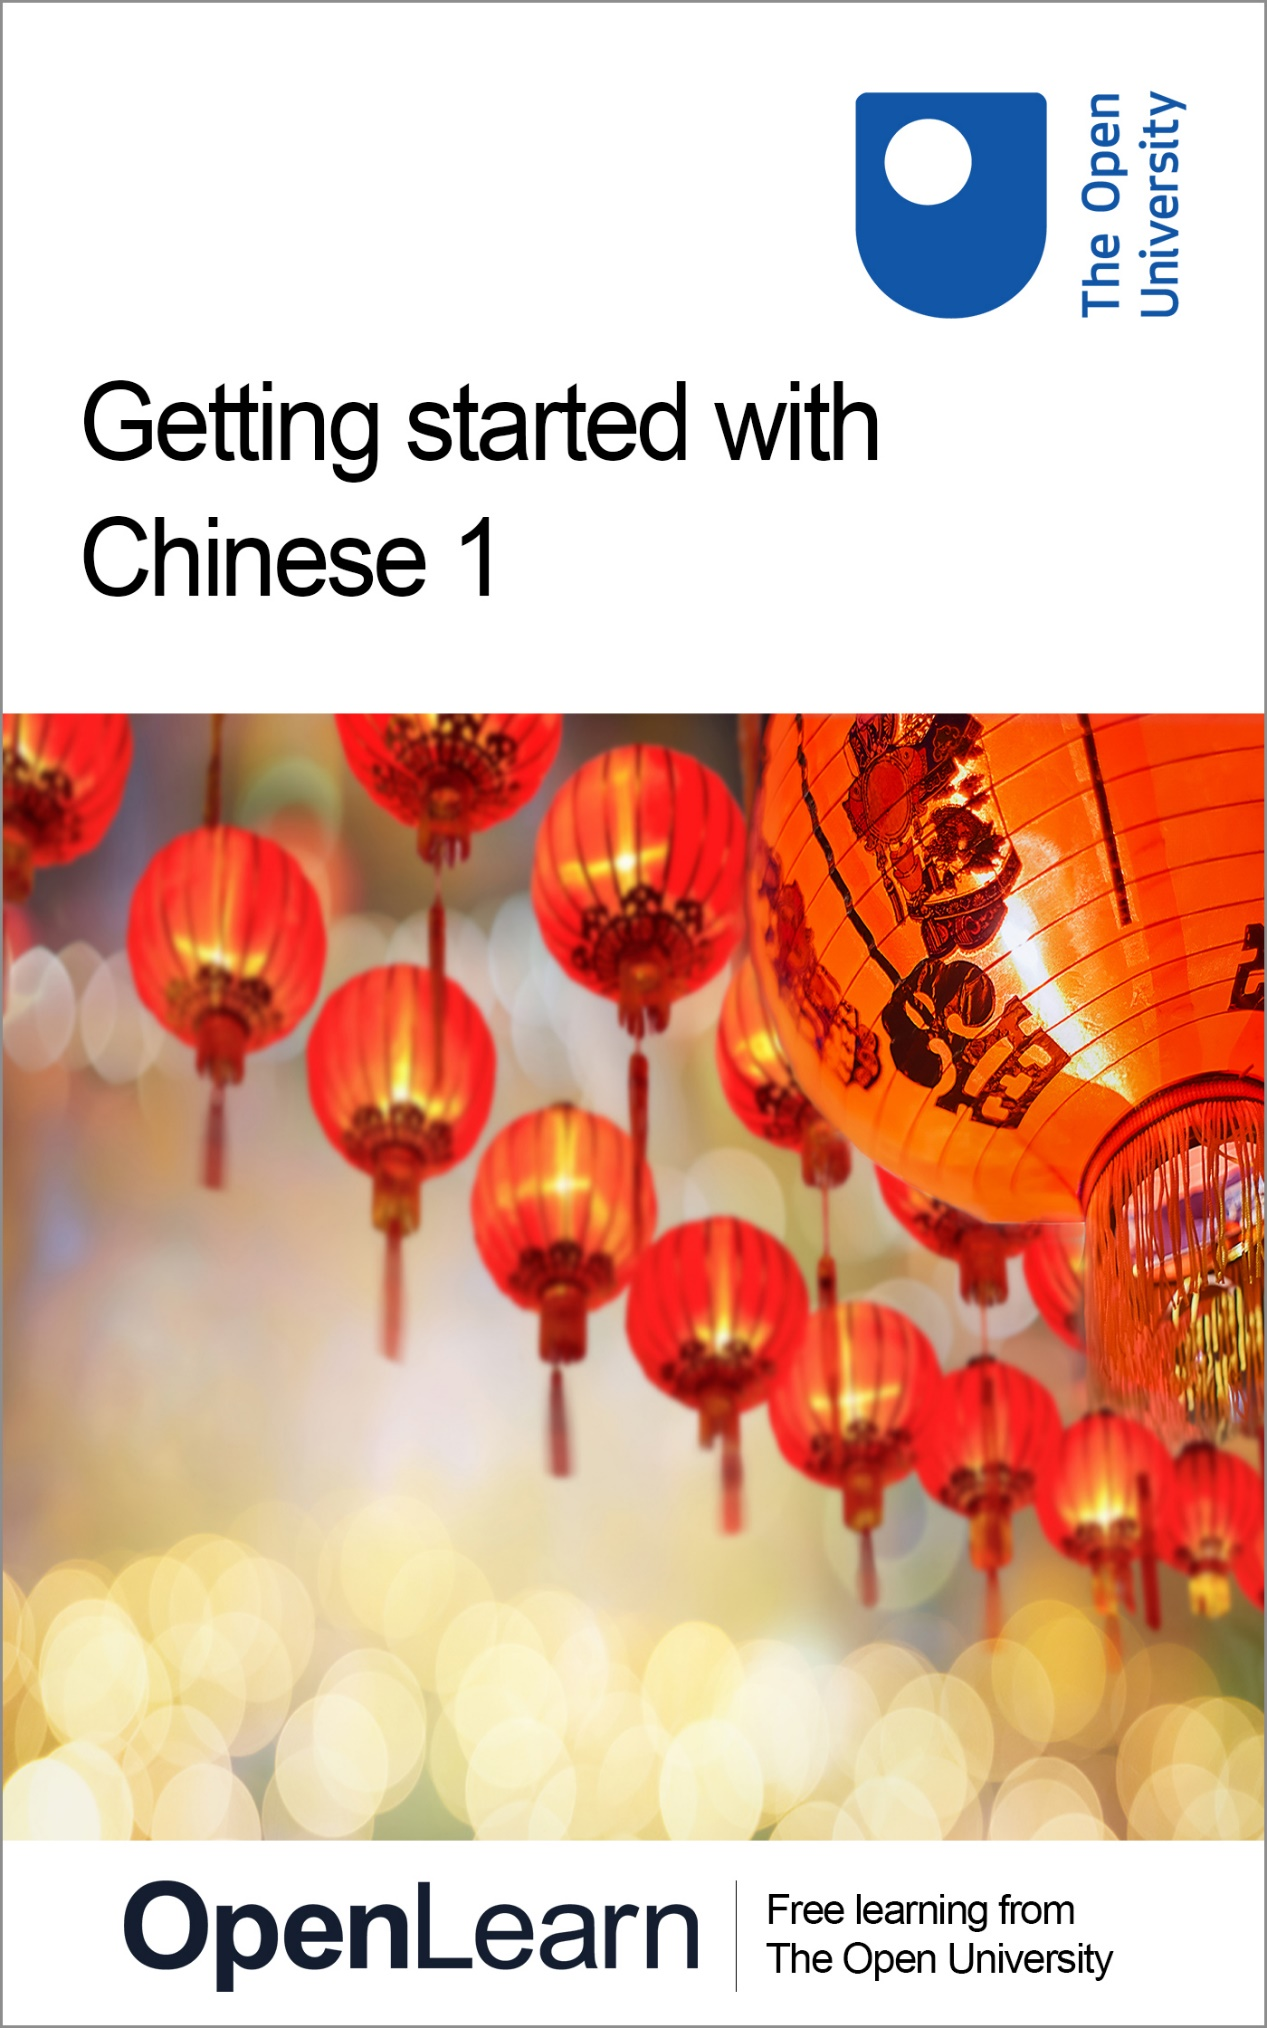 The Open
University
Getting started with
Chinese 1
OpenLearn
Free learning from
The Open University